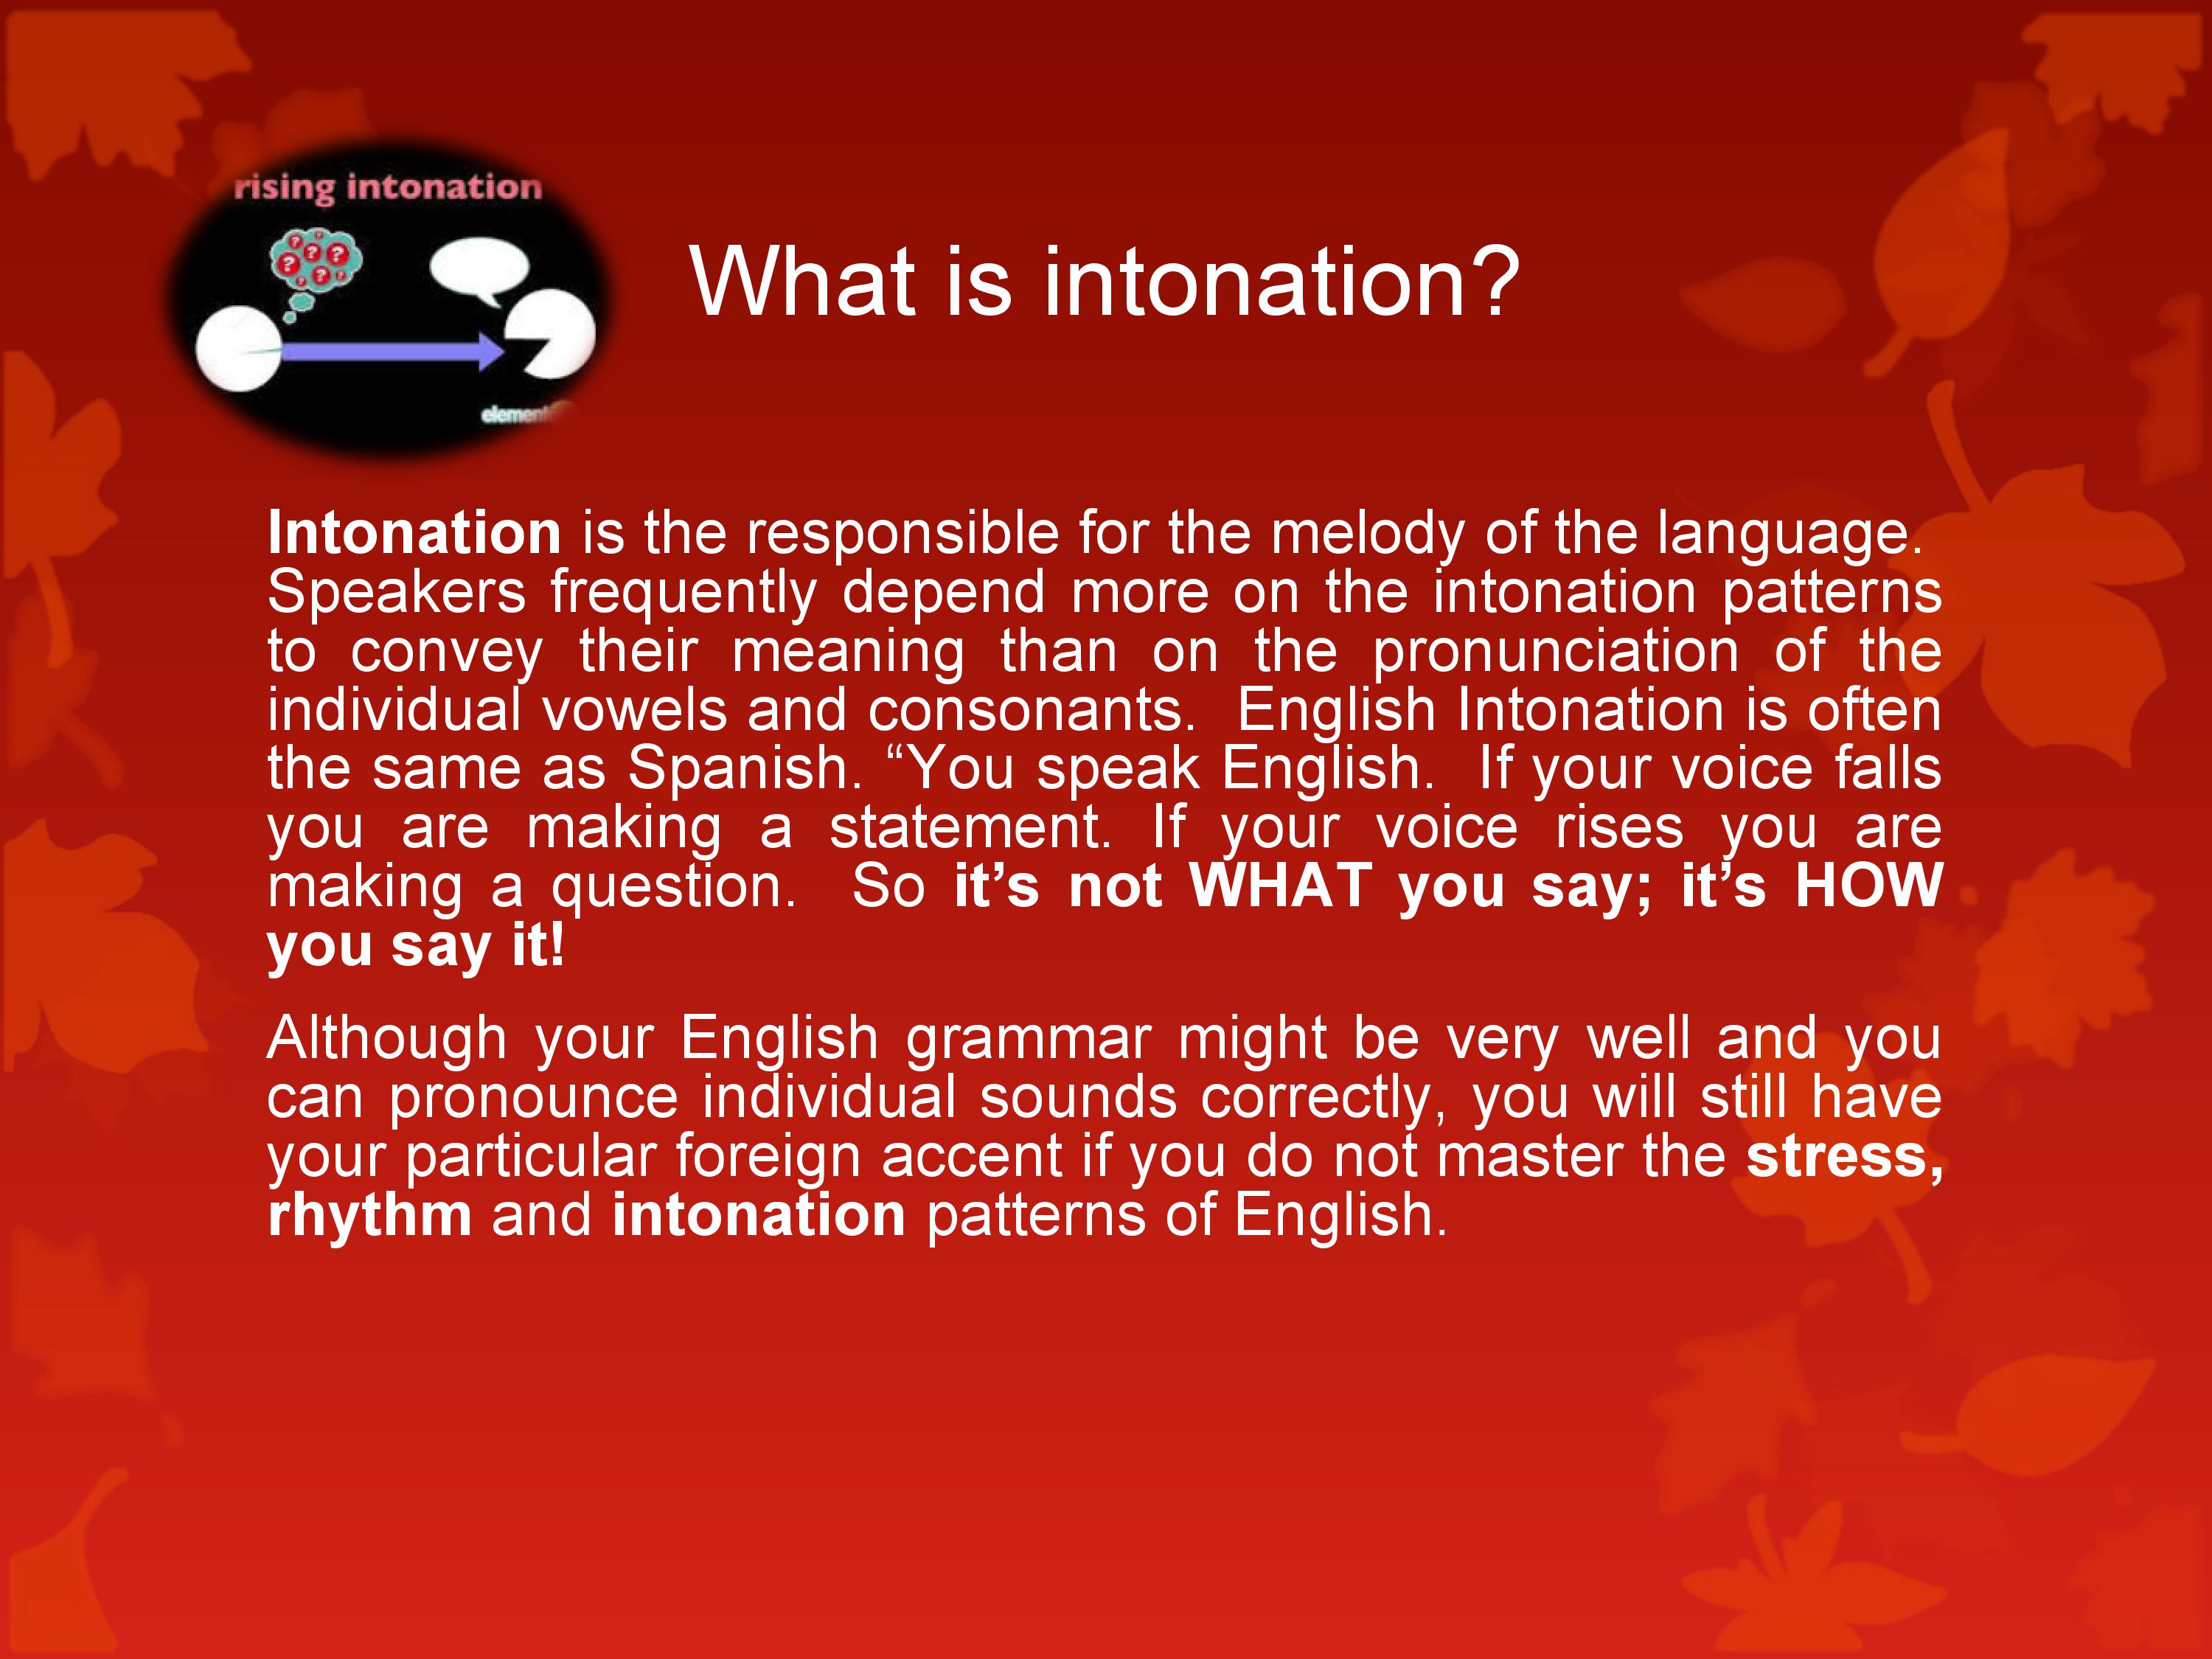 rising intonation
? ? ? ? ? ? ?
What is intonation?
Intonation is the responsible for the melody of the language.
Speakers frequently depend more on the intonation patterns
to convey their meaning than on the pronunciation of the
individual vowels and consonants. English Intonation is often
the same as Spanish. “You speak English. If your voice falls
you are making a statement. If your voice rises you are
making a question. So it’s not WHAT you say; it’s HOW
you say it!
Although your English grammar might be very well and you
can pronounce individual sounds correctly, you will still have
your particular foreign accent if you do not master the stress,
rhythm and intonation patterns of English.